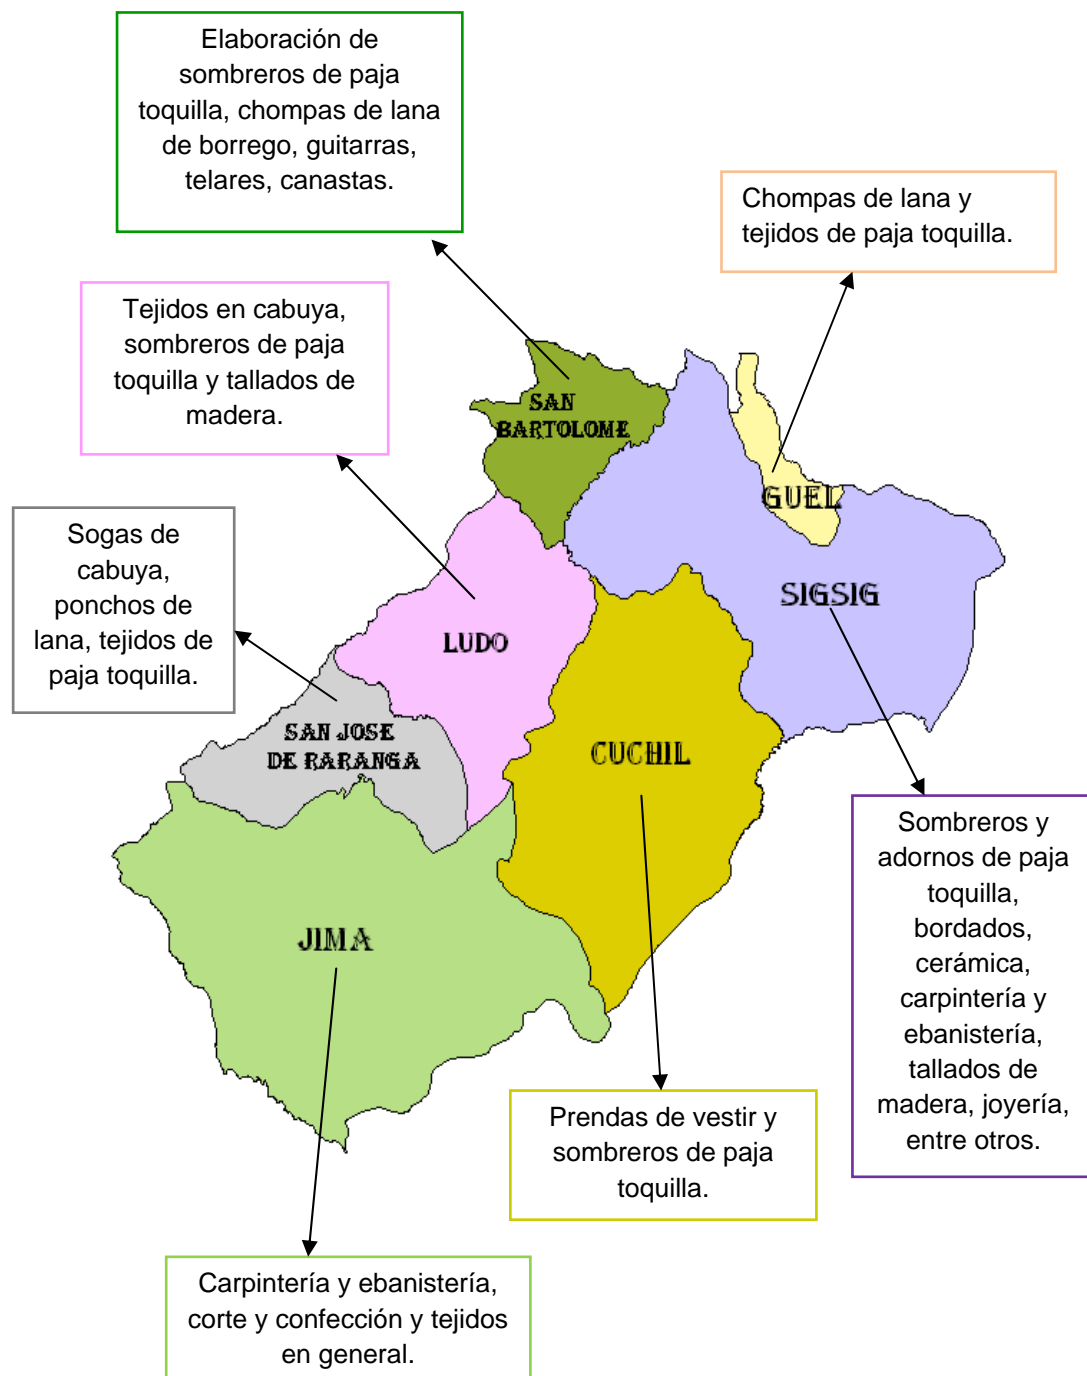 Elaboración de
sombreros de paja
toquilla, chompas de lana
de borrego, guitarras,
telares, canastas.
Chompas de lana y
tejidos de paja toquilla.
Tejidos en cabuya,
sombreros de paja
toquilla y tallados de
madera.
SAN
BARTOLOME
GUEL
Sogas de
cabuya,
ponchos de
lana, tejidos de
paja toquilla.
SIGSIG
LUDO
SAN JOSE
DE RARANGA
CUCHIL
Sombreros y
adornos de paja
toquilla,
bordados,
cerámica,
carpintería y
ebanistería,
tallados de
madera, joyería,
entre otros.
JIMA
Prendas de vestir y
sombreros de paja
toquilla.
Carpintería y ebanistería,
corte y confección y tejidos
en general.